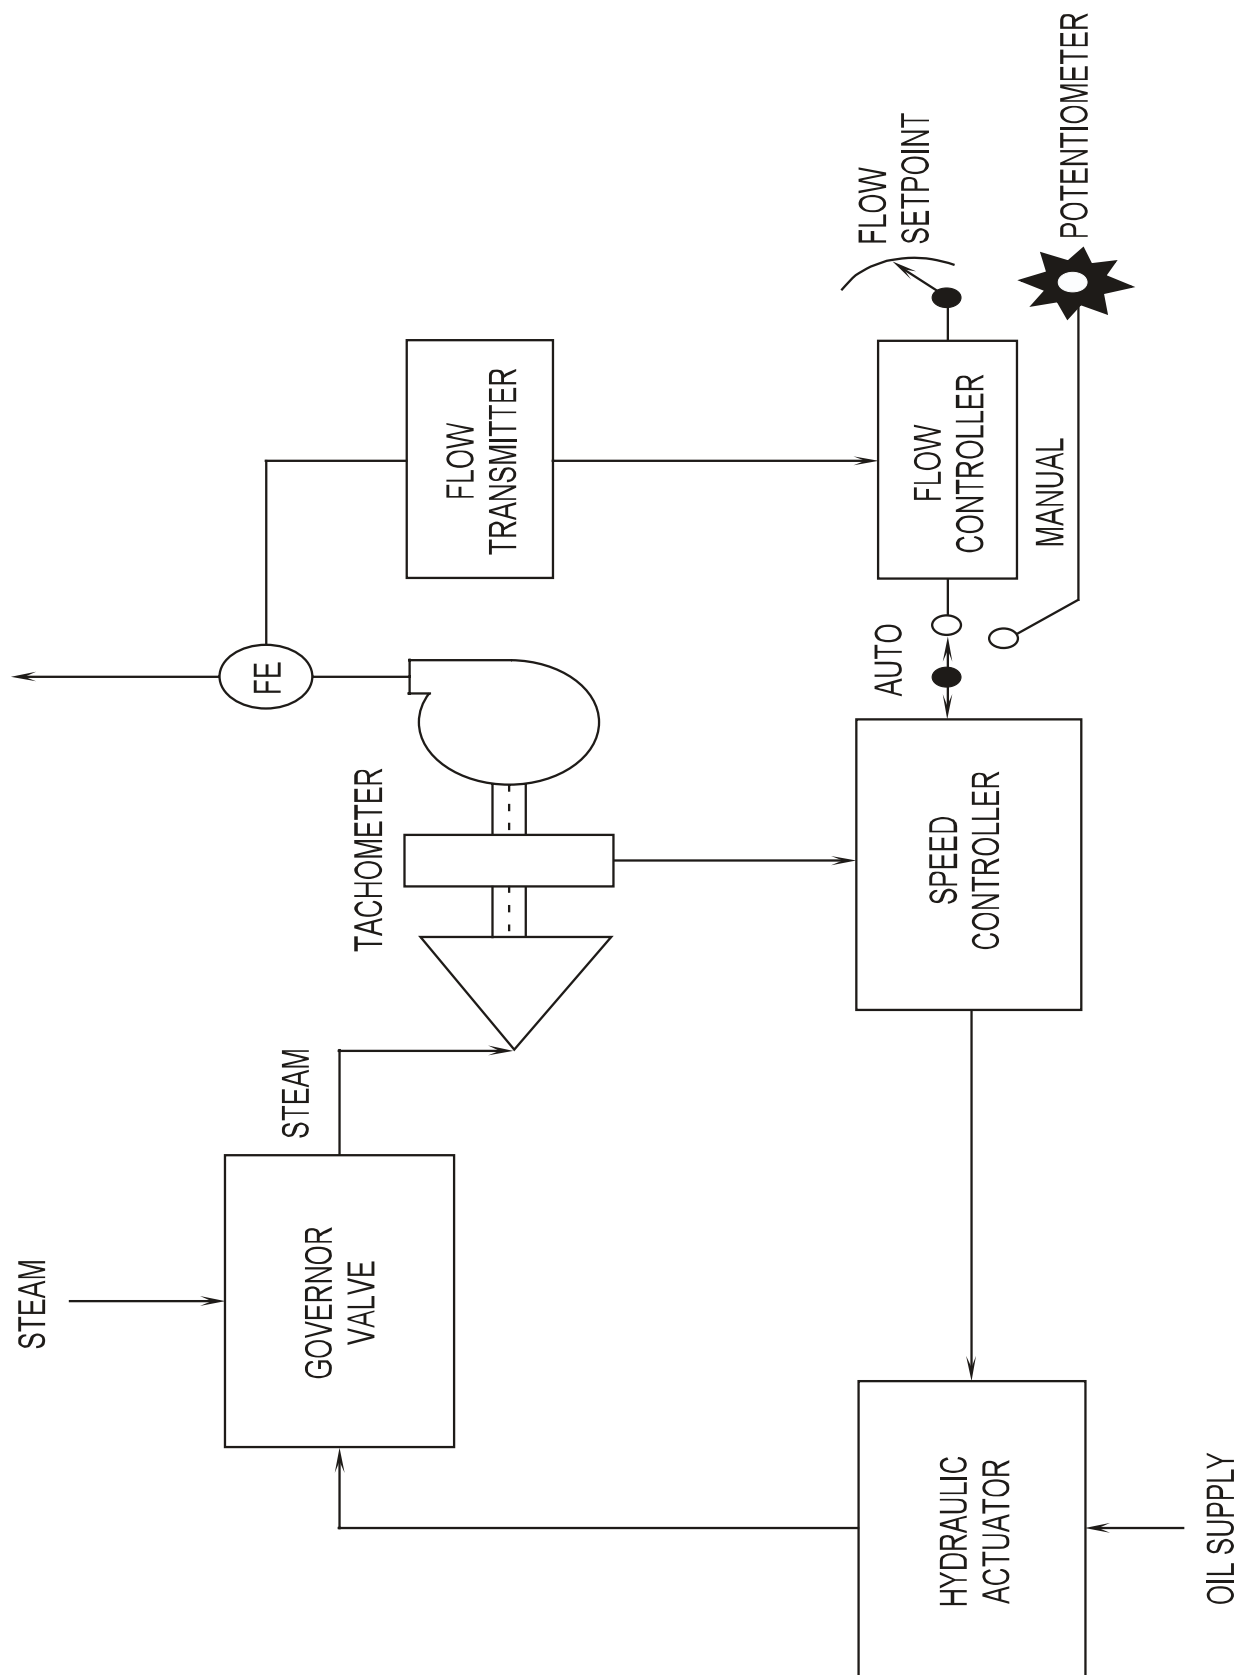 STEAM
STEAM
FE
GOVERNOR
VALVE
TACHOMETER
FLOW
TRANSMITTER
HYDRAULIC
ACTUATOR
SPEED
CONTROLLER
AUTO
FLOW
CONTROLLER
FLOW
SETPOINT
MANUAL
POTENTIOMETER
OIL SUPPLY